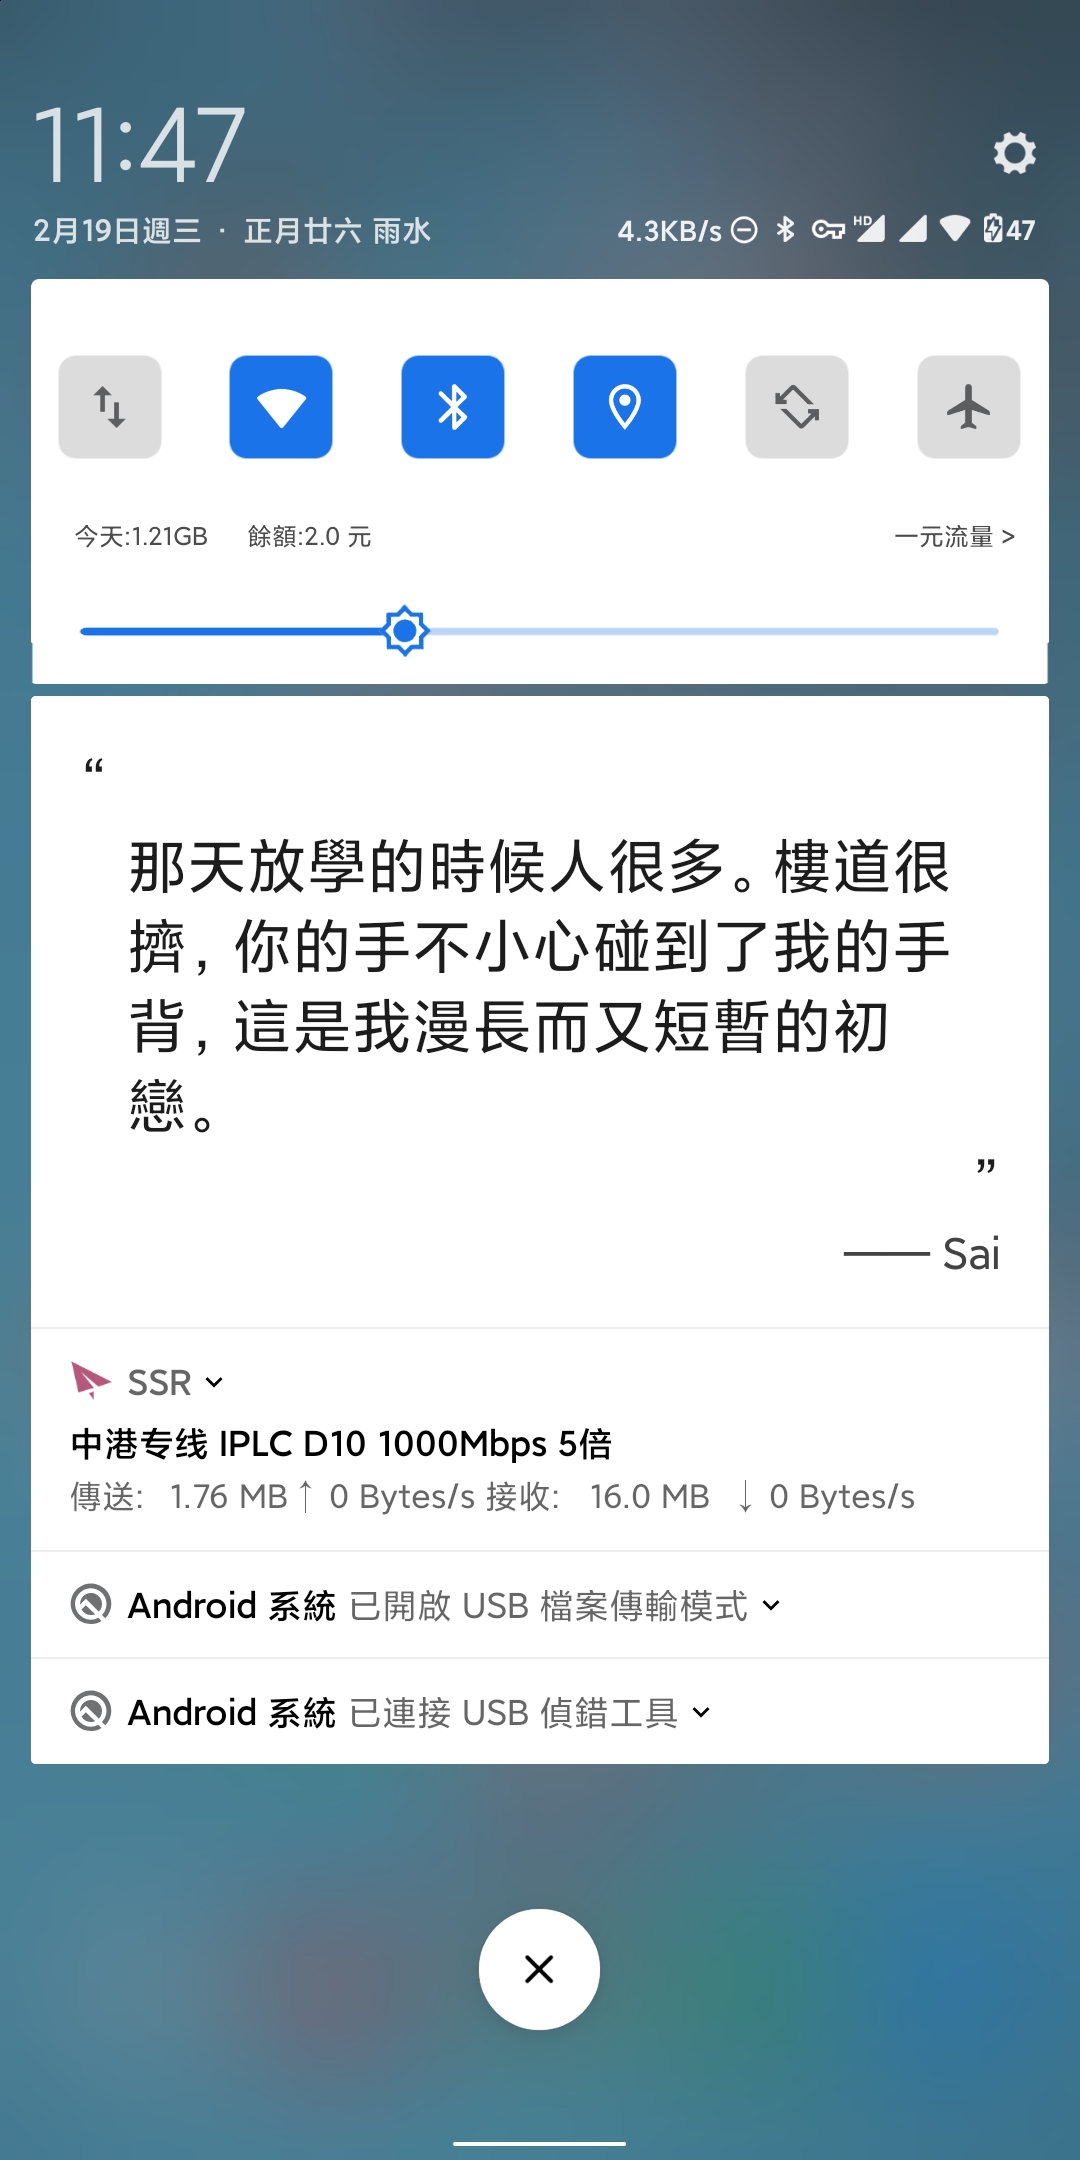 11:47
2月19日週三 · 正月廿六 雨水
4.3KB/s HD 47
今天:1.21GB 餘額:2.0 元 一元流量 >
“
那天放學的時候人很多。樓道很
擠，你的手不小心碰到了我的手
背，這是我漫長而又短暫的初
戀。
”
—— Sai
SSR
中港专线 IPLC D10 1000Mbps 5倍
傳送: 1.76 MB ↑ 0 Bytes/s 接收: 16.0 MB ↓ 0 Bytes/s
Android 系統 已開啟 USB 檔案傳輸模式
Android 系統 已連接 USB 偵錯工具